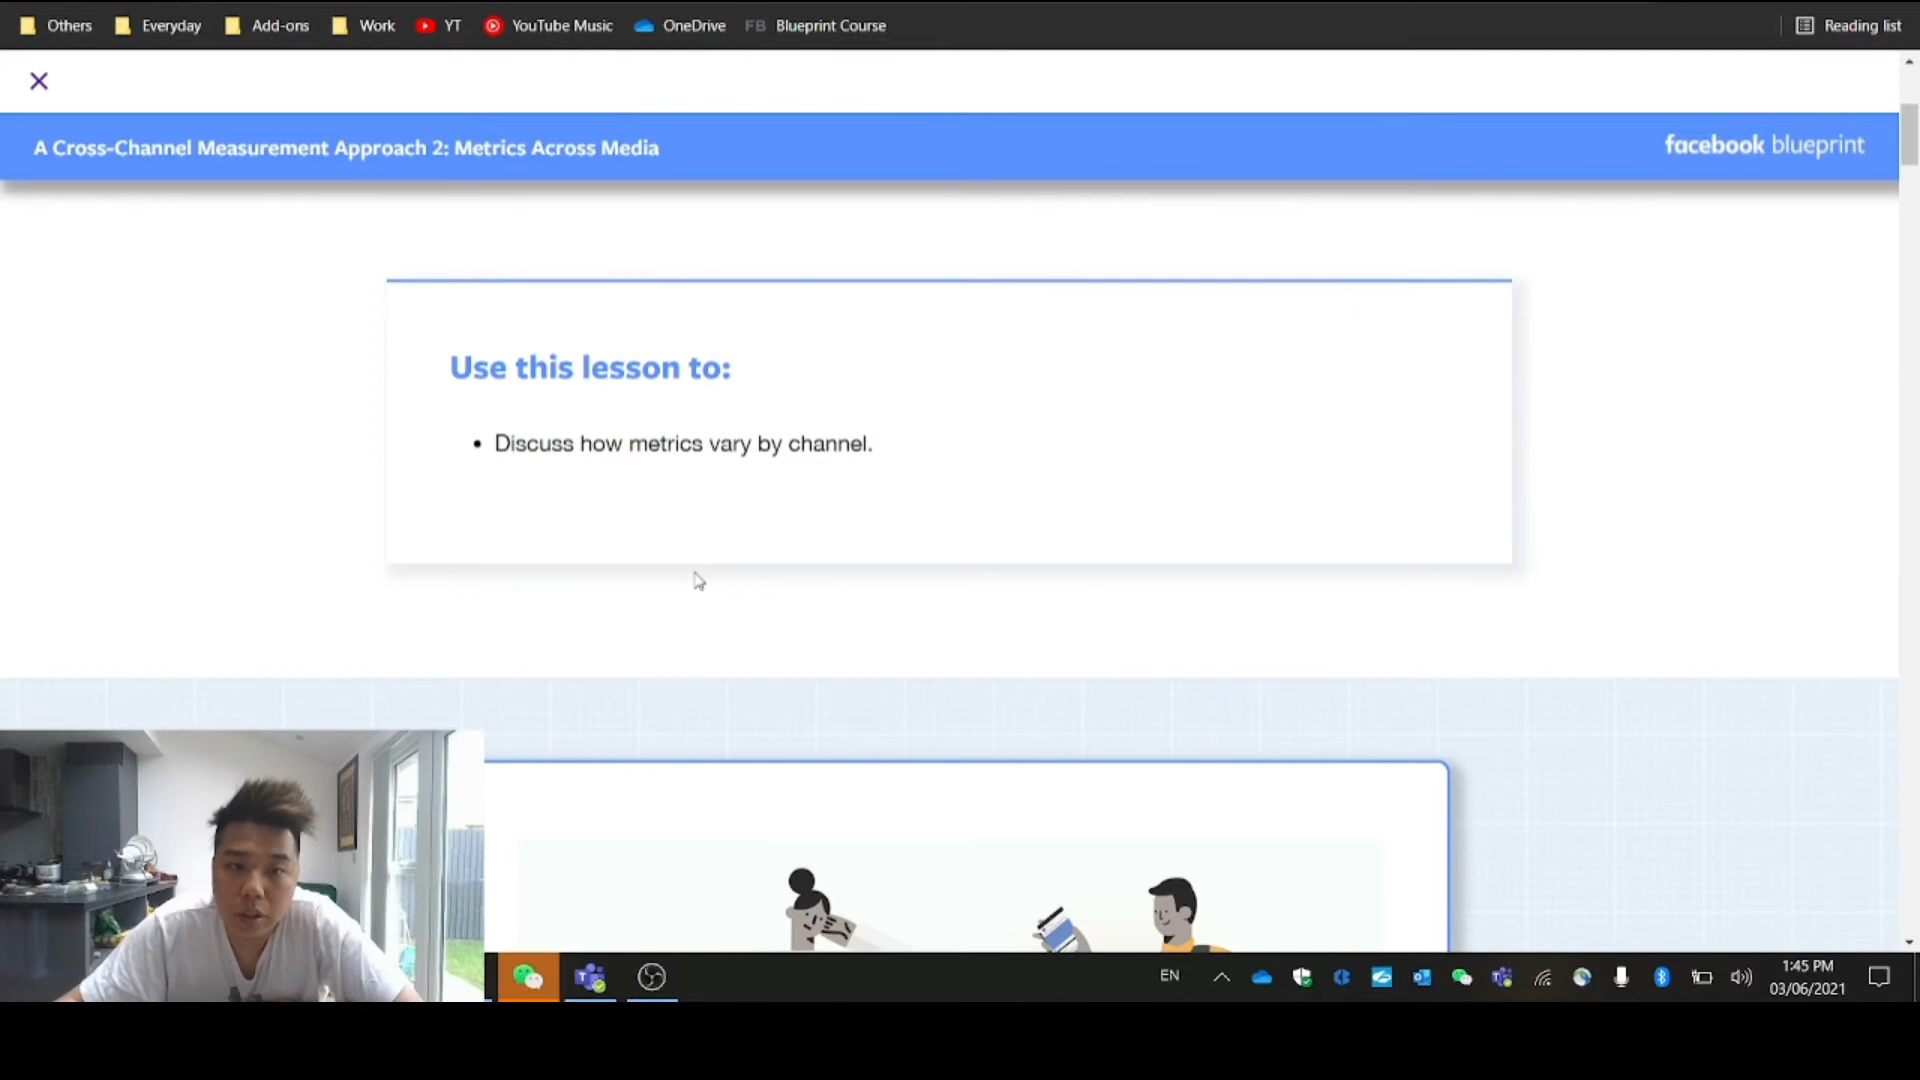 Others Everyday Add-ons Work YT YouTube Music OneDrive FB Blueprint Course Reading list
A Cross-Channel Measurement Approach 2: Metrics Across Media facebook blueprint
Use this lesson to:
• Discuss how metrics vary by channel.
EN
1:45 PM
03/06/2021